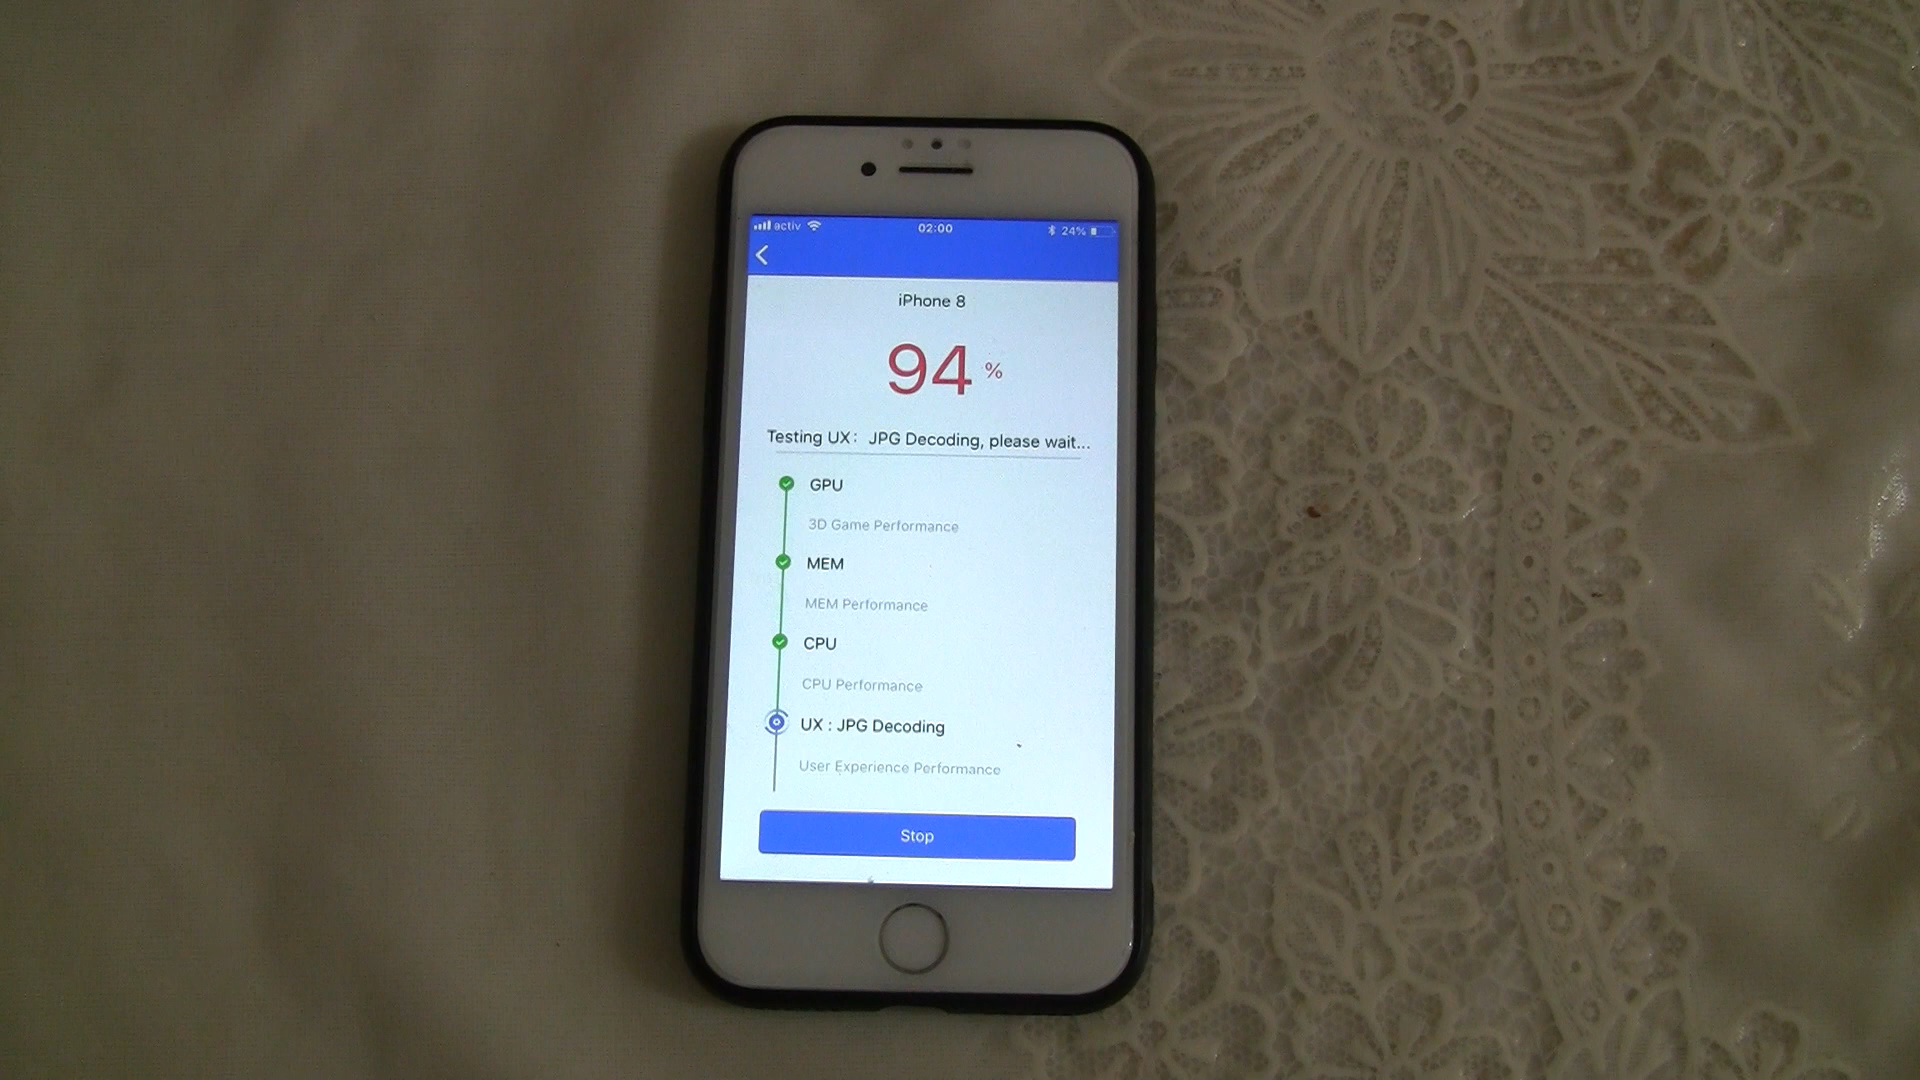 activ 02:00 24%
iPhone 8
94 %
Testing UX: JPG Decoding, please wait...
GPU
3D Game Performance
MEM
MEM Performance
CPU
CPU Performance
UX : JPG Decoding
User Experience Performance
Stop